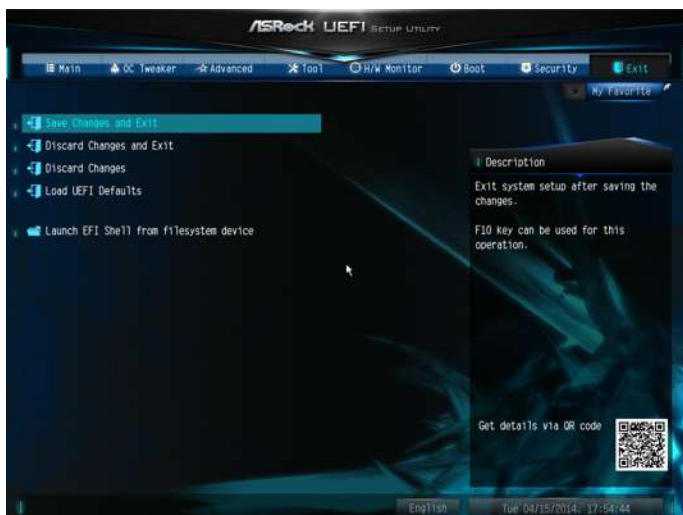 ASRock UEFI SETUP UTILITY
Main OC Tweaker Advanced Tool H/W Monitor Boot Security Exit
My Favorite
Save Changes and Exit
Discard Changes and Exit
Discard Changes
Load UEFI Defaults
Launch EFI Shell from filesystem device
Description
Exit system setup after saving the
changes.
F10 key can be used for this
operation.
Get details via QR code
English
Tue 04/15/2014. 17:54:44